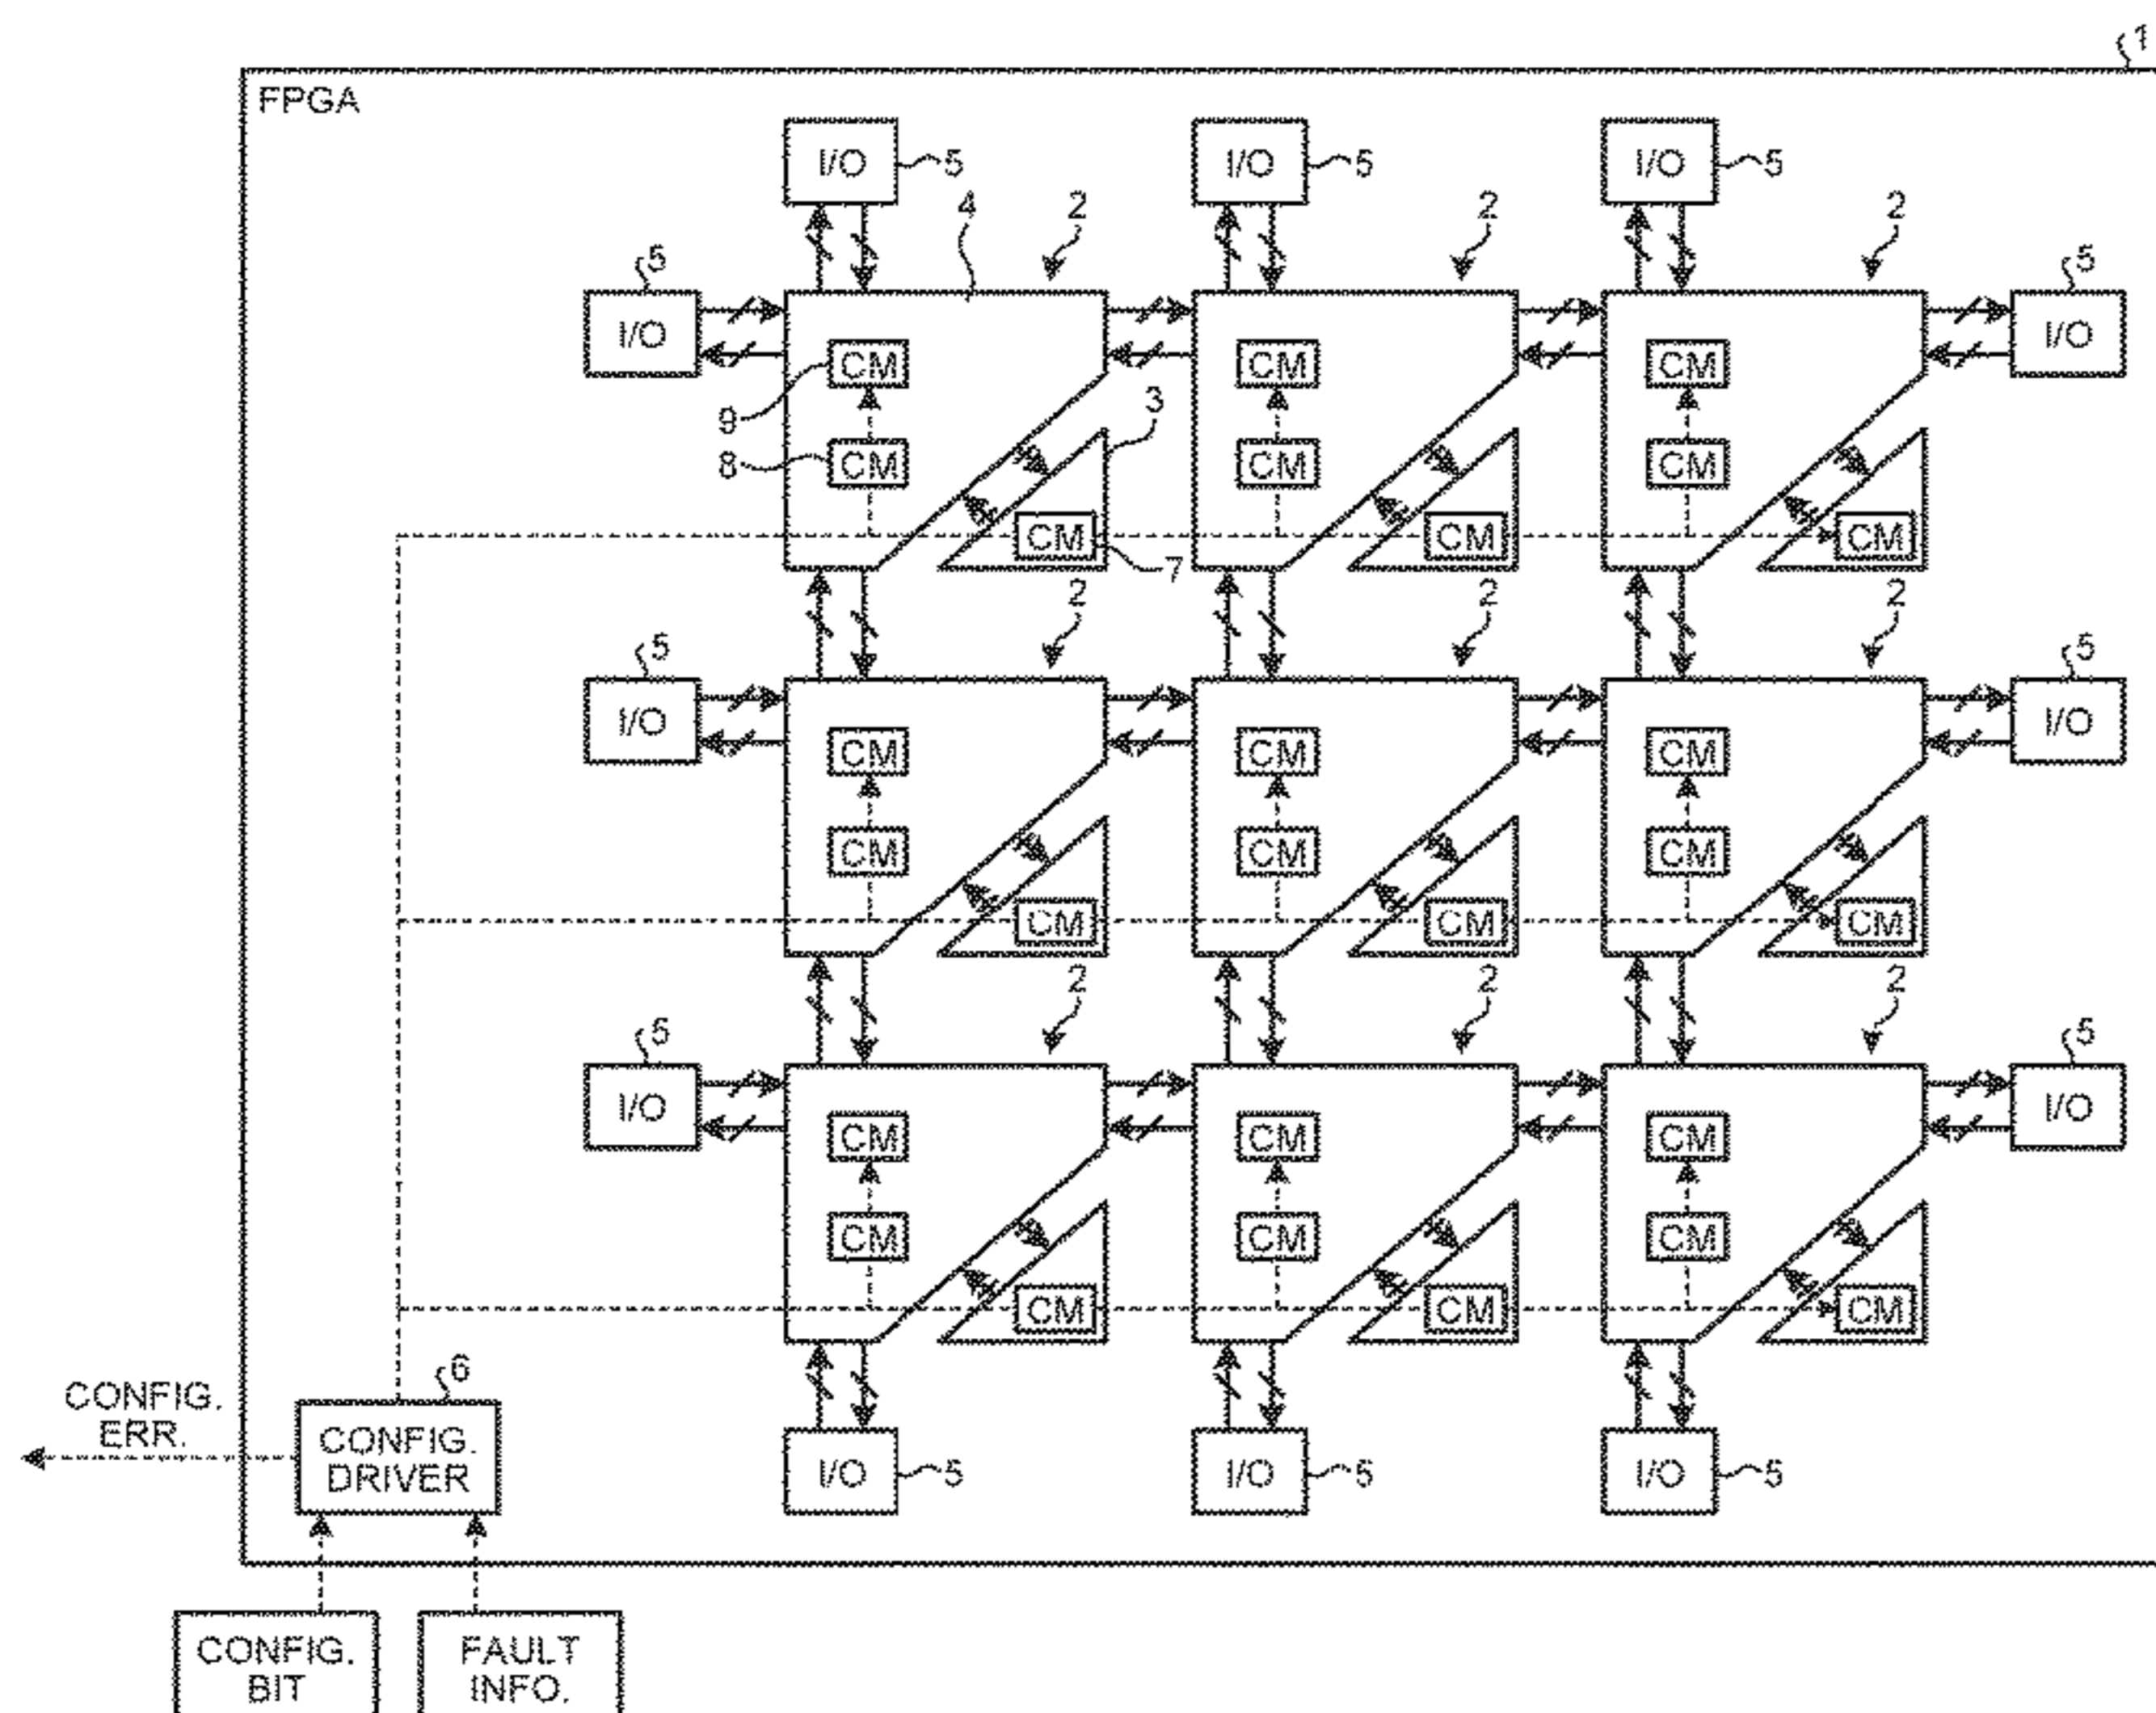 1
FPGA
I/O 5 I/O 5 I/O 5
4 2 2 2
5 5
I/O I/O
CM CM CM
9 3
8 CM CM CM
CM 7 CM CM
2 2 2
5 5
I/O I/O
CM CM CM
CM CM CM
CM CM CM
2 2 2
5 5
I/O I/O
CM CM CM
CM CM CM
CM CM CM
6
CONFIG.
ERR.
CONFIG.
DRIVER
I/O 5 I/O 5 I/O 5
CONFIG.
BIT
FAULT
INFO.